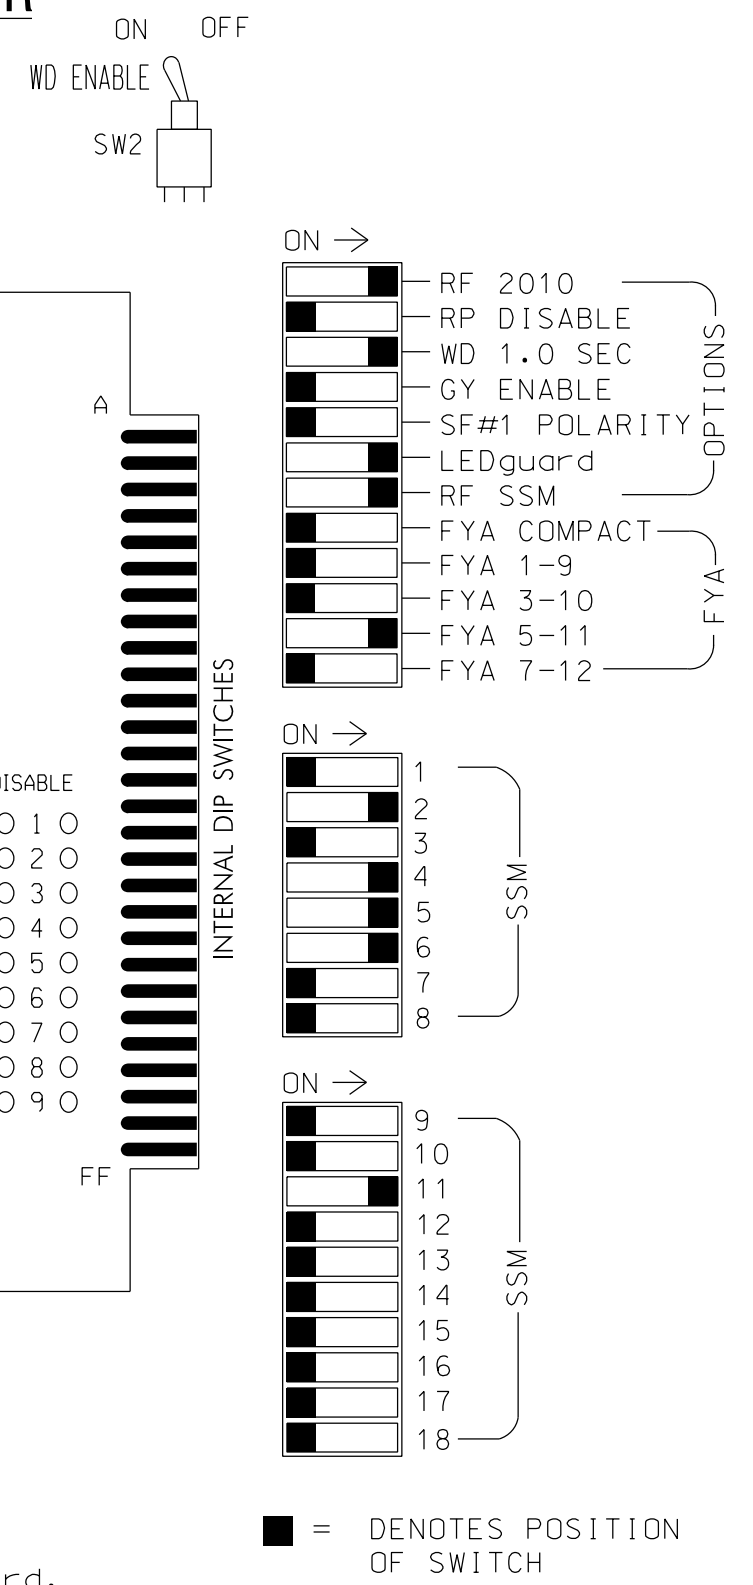 ON OFF
WD ENABLE
SW2
ON →
RF 2010
RP DISABLE
WD 1.0 SEC
GY ENABLE
SF#1 POLARITY
LEDguard
RF SSM
OPTIONS
FYA COMPACT
FYA 1-9
FYA 3-10
FYA 5-11
FYA 7-12
FYA
A
FF
INTERNAL DIP SWITCHES
DISABLE
1
2
3
4
5
6
7
8
9
ON →
1
2
3
4
5
6
7
8
SSM
ON →
9
10
11
12
13
14
15
16
17
18
SSM
= DENOTES POSITION
OF SWITCH